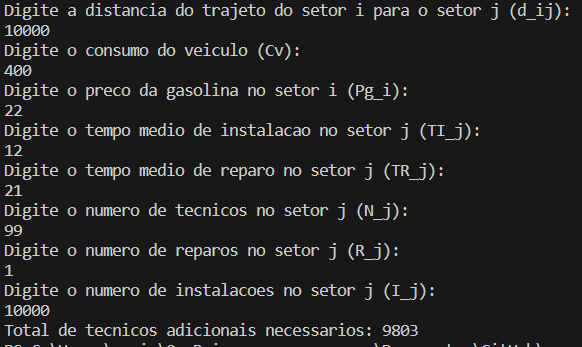 Digite a distancia do trajeto do setor i para o setor j (d_ij):
10000
Digite o consumo do veiculo (Cv):
400
Digite o preco da gasolina no setor i (Pg_i):
22
Digite o tempo medio de instalacao no setor j (TI_j):
12
Digite o tempo medio de reparo no setor j (TR_j):
21
Digite o numero de tecnicos no setor j (N_j):
99
Digite o numero de reparos no setor j (R_j):
1
Digite o numero de instalacoes no setor j (I_j):
10000
Total de tecnicos adicionais necessarios: 9803